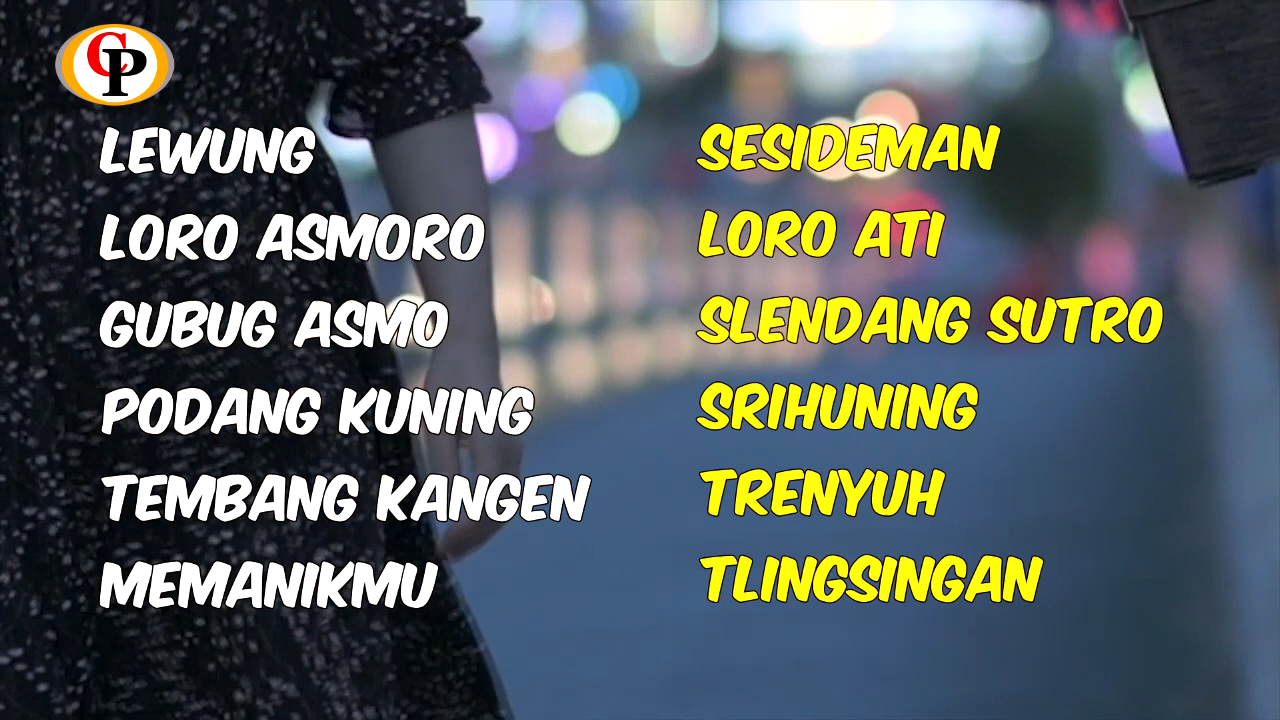 CP
LEWUNG
LORO ASMORO
GUBUG ASMO
PODANG KUNING
TEMBANG KANGEN
MEMANIKMU
SESIDEMAN
LORO ATI
SLENDANG SUTRO
SRIHUNING
TRENYUH
TLINGSINGAN